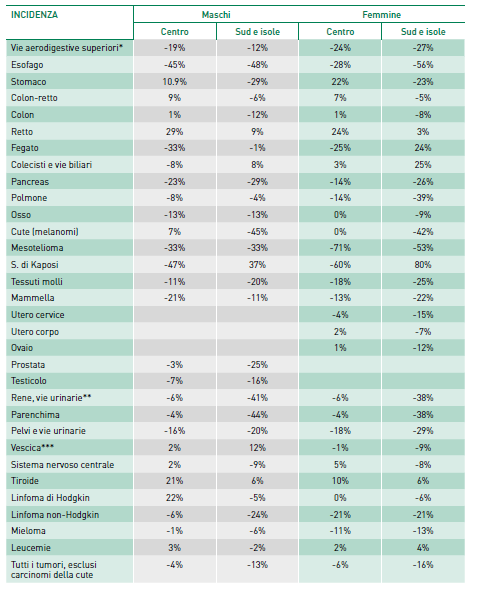 INCIDENZA Maschi Femmine
Centro Sud e isole Centro Sud e isole
Vie aerodigestive superiori* -19% -12% -24% -27%
Esofago -45% -48% -28% -56%
Stomaco 10.9% -29% 22% -23%
Colon-retto 9% -6% 7% -5%
Colon 1% -12% 1% -8%
Retto 29% 9% 24% 3%
Fegato -33% -1% -25% 24%
Colecisti e vie biliari -8% 8% 3% 25%
Pancreas -23% -29% -14% -26%
Polmone -8% -4% -14% -39%
Osso -13% -13% 0% -9%
Cute (melanomi) 7% -45% 0% -42%
Mesotelioma -33% -33% -71% -53%
S. di Kaposi -47% 37% -60% 80%
Tessuti molli -11% -20% -18% -25%
Mammella -21% -11% -13% -22%
Utero cervice -4% -15%
Utero corpo 2% -7%
Ovaio 1% -12%
Prostata -3% -25%
Testicolo -7% -16%
Rene, vie urinarie** -6% -41% -6% -38%
Parenchima -4% -44% -4% -38%
Pelvi e vie urinarie -16% -20% -18% -29%
Vescica*** 2% 12% -1% -9%
Sistema nervoso centrale 2% -9% 5% -8%
Tiroide 21% 6% 10% 6%
Linfoma di Hodgkin 22% -5% 0% -6%
Linfoma non-Hodgkin -6% -24% -21% -21%
Mieloma -1% -6% -11% -13%
Leucemie 3% -2% 2% 4%
Tutti i tumori, esclusi -4% -13% -6% -16%
carcinomi della cute